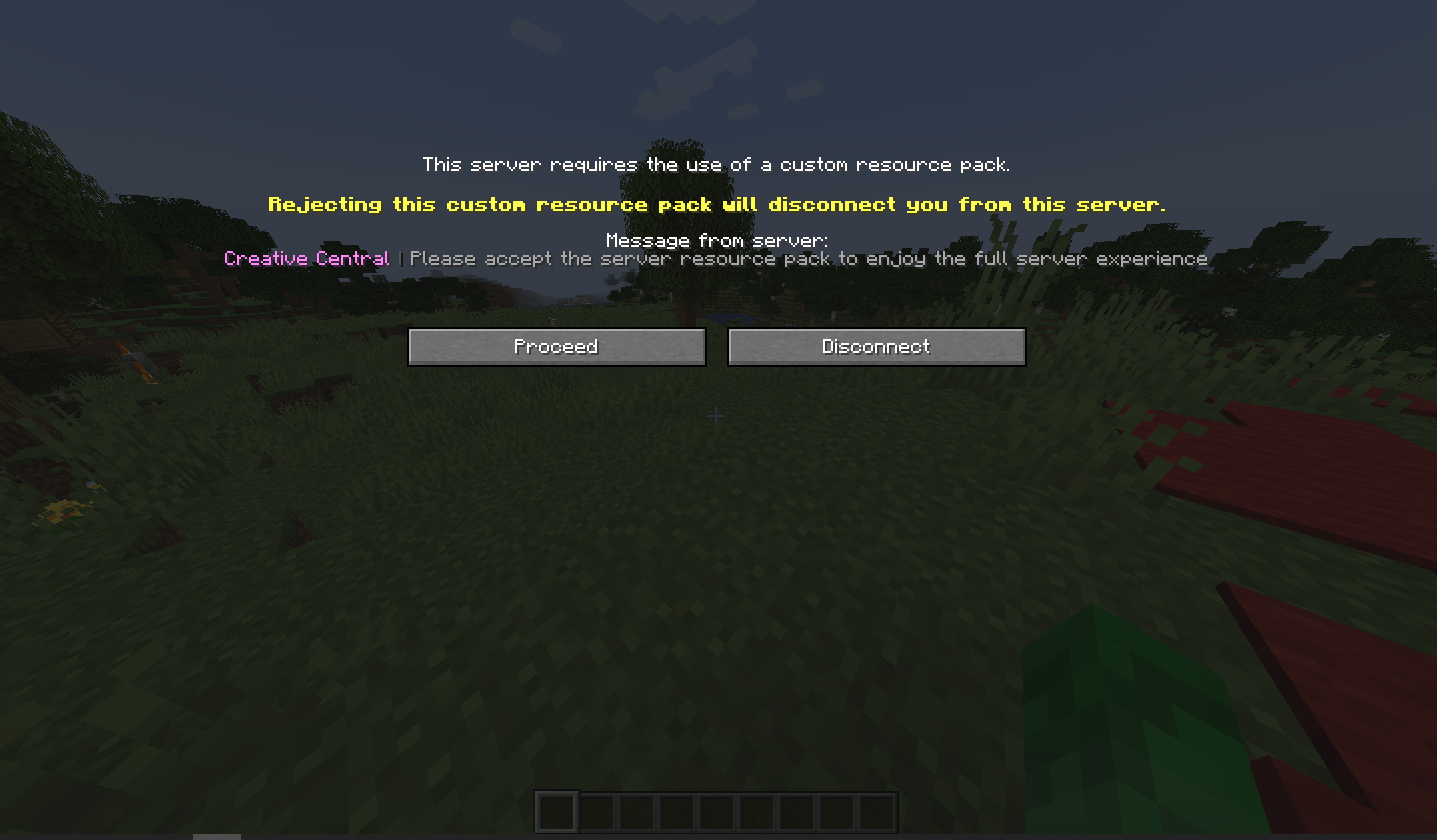 This server requires the use of a custom resource pack.
Rejecting this custom resource pack will disconnect you from this server.
Message from server:
Creative Central | Please accept the server resource pack to enjoy the full server experience
Proceed
Disconnect